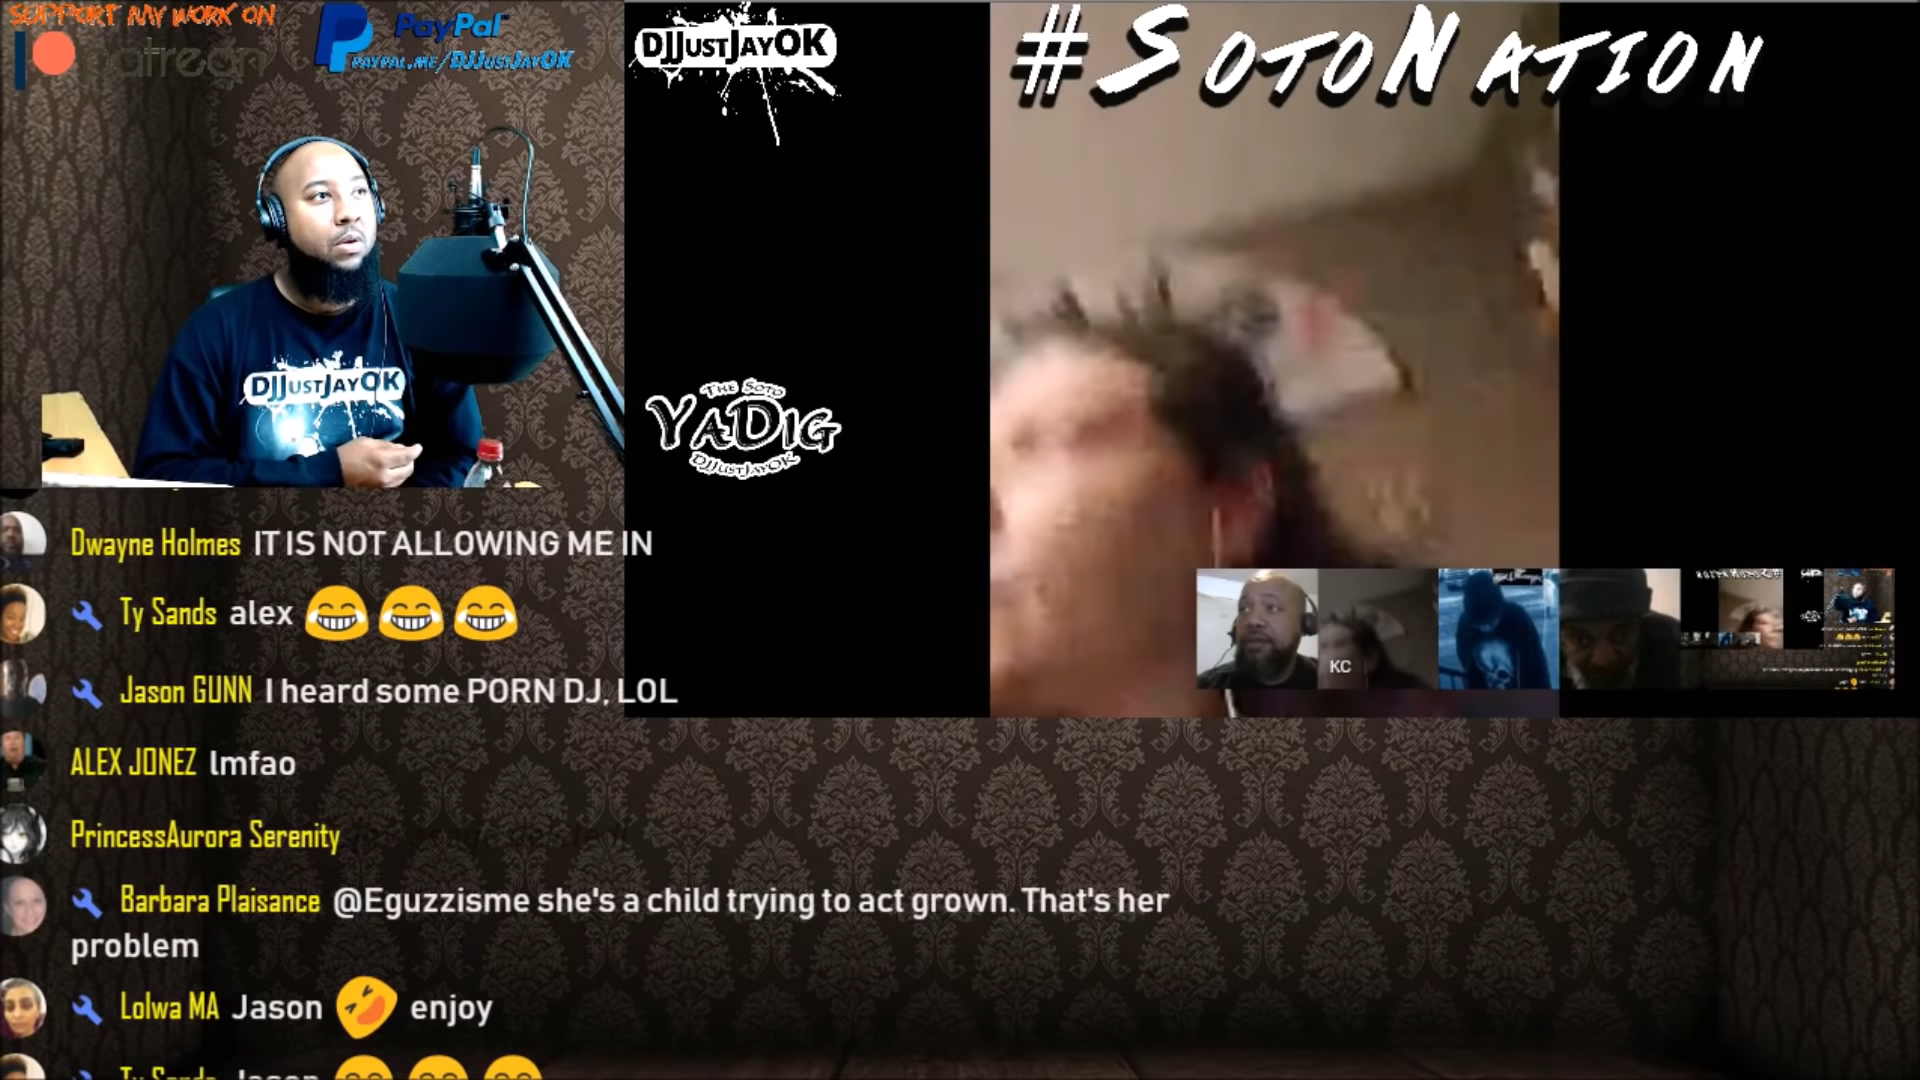 SUPPORT MY WORK ON
patreon
PayPal
PAYPAL.ME/DJJUSTJAYOK
DJJUSTJAYOK
#SOTONATION
DJJUSTJAYOK
THE SOTO
YADIG
DJJUSTJAYOK
Dwayne Holmes IT IS NOT ALLOWING ME IN
Ty Sands alex 😂😂😂
Jason GUNN I heard some PORN DJ, LOL
KC
ALEX JONEZ lmfao
PrincessAurora Serenity
Barbara Plaisance @Eguzzisme she's a child trying to act grown. That's her
problem
Lolwa MA Jason 🤣 enjoy